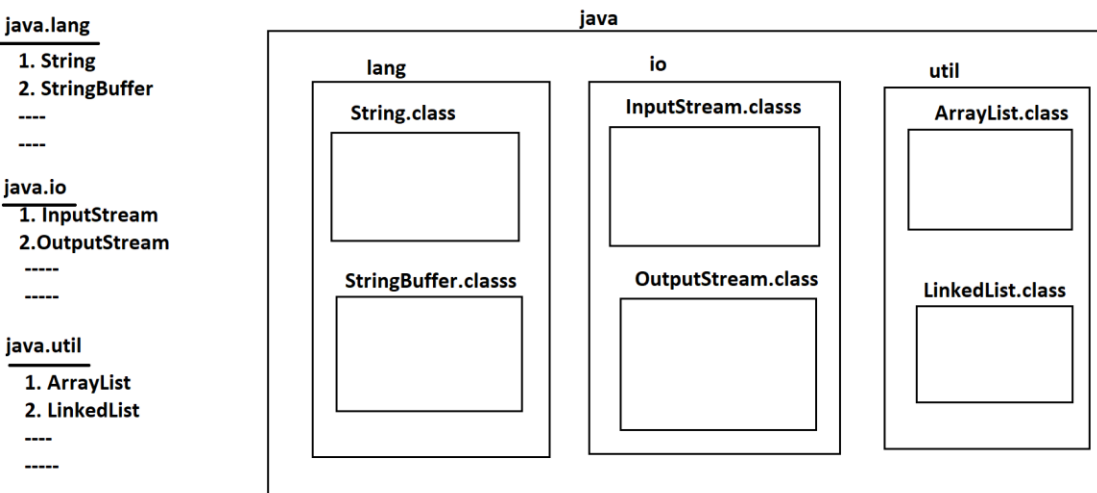 java.lang
1. String
2. StringBuffer
----
----
java.io
1. InputStream
2.OutputStream
-----
-----
java.util
1. ArrayList
2. LinkedList
----
-----
java
lang
String.class
StringBuffer.classs
io
InputStream.classs
OutputStream.class
util
ArrayList.class
LinkedList.class